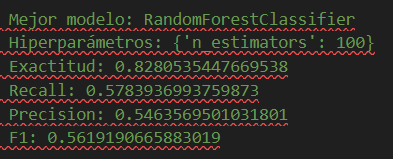 Mejor modelo: RandomForestClassifier
Hiperparámetros: {'n_estimators': 100}
Exactitud: 0.8280535447669538
Recall: 0.5783936993759873
Precision: 0.5463569501031801
F1: 0.5619190665883019